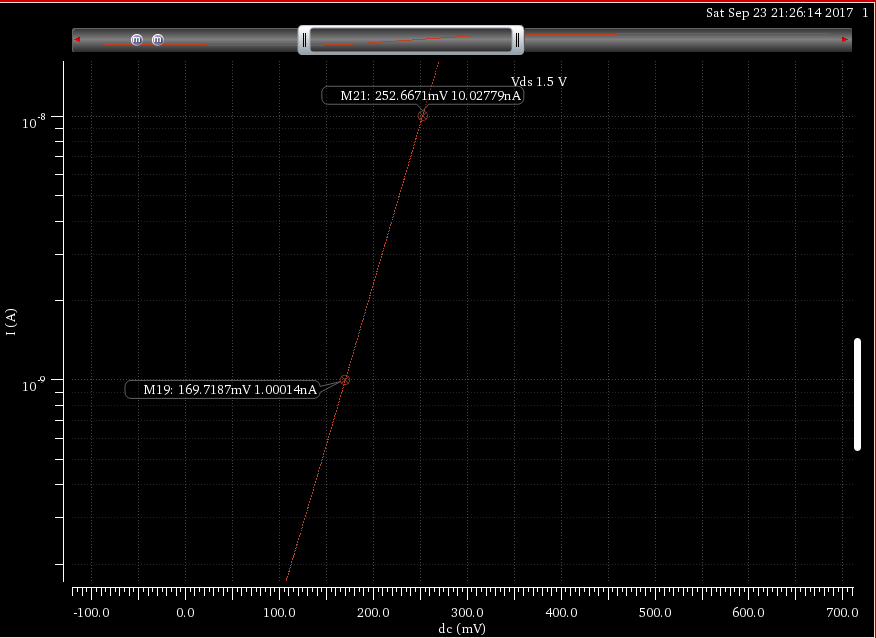 Sat Sep 23 21:26:14 2017 1
m m
Vds 1.5 V
M21: 252.6671mV 10.02779nA
10-8
I (A)
10-9
M19: 169.7187mV 1.00014nA
-100.0 0.0 100.0 200.0 300.0 400.0 500.0 600.0 700.0
dc (mV)